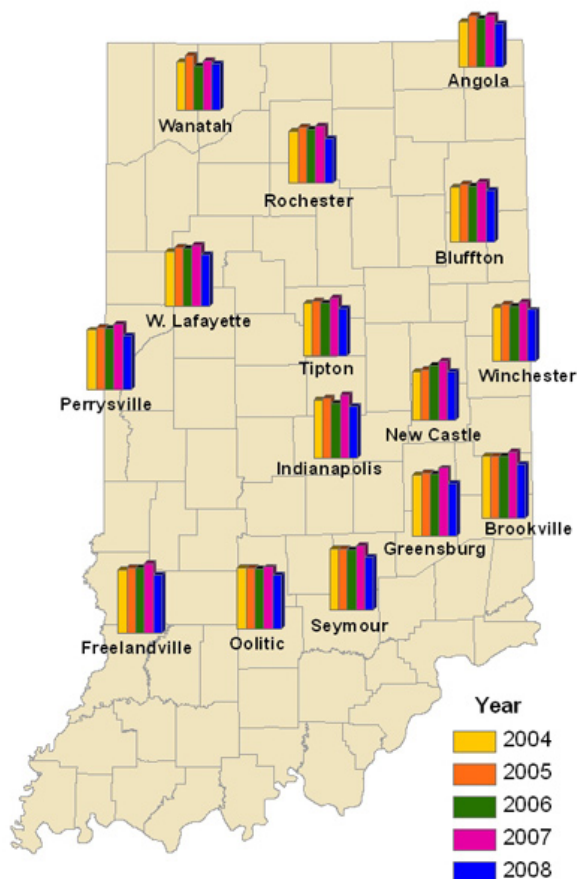 Angola
Wanatah
Rochester
Bluffton
W. Lafayette
Tipton
Winchester
Perrysville
New Castle
Indianapolis
Brookville
Greensburg
Seymour
Oolitic
Freelandville
Year
2004
2005
2006
2007
2008